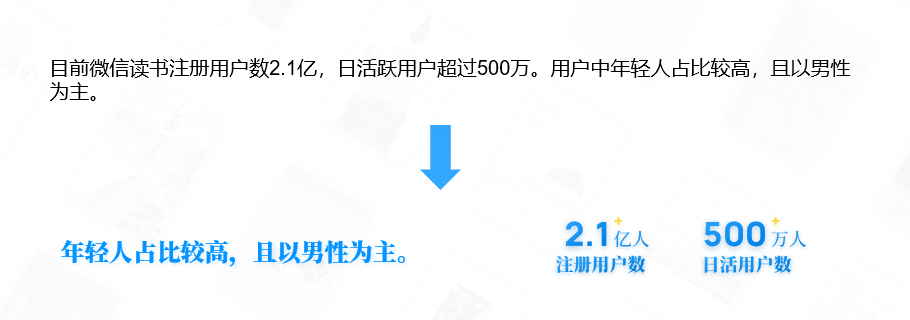 目前微信读书注册用户数2.1亿，日活跃用户超过500万。用户中年轻人占比较高，且以男性
为主。
年轻人占比较高，且以男性为主。
2.1+亿人
注册用户数
500+万人
日活用户数